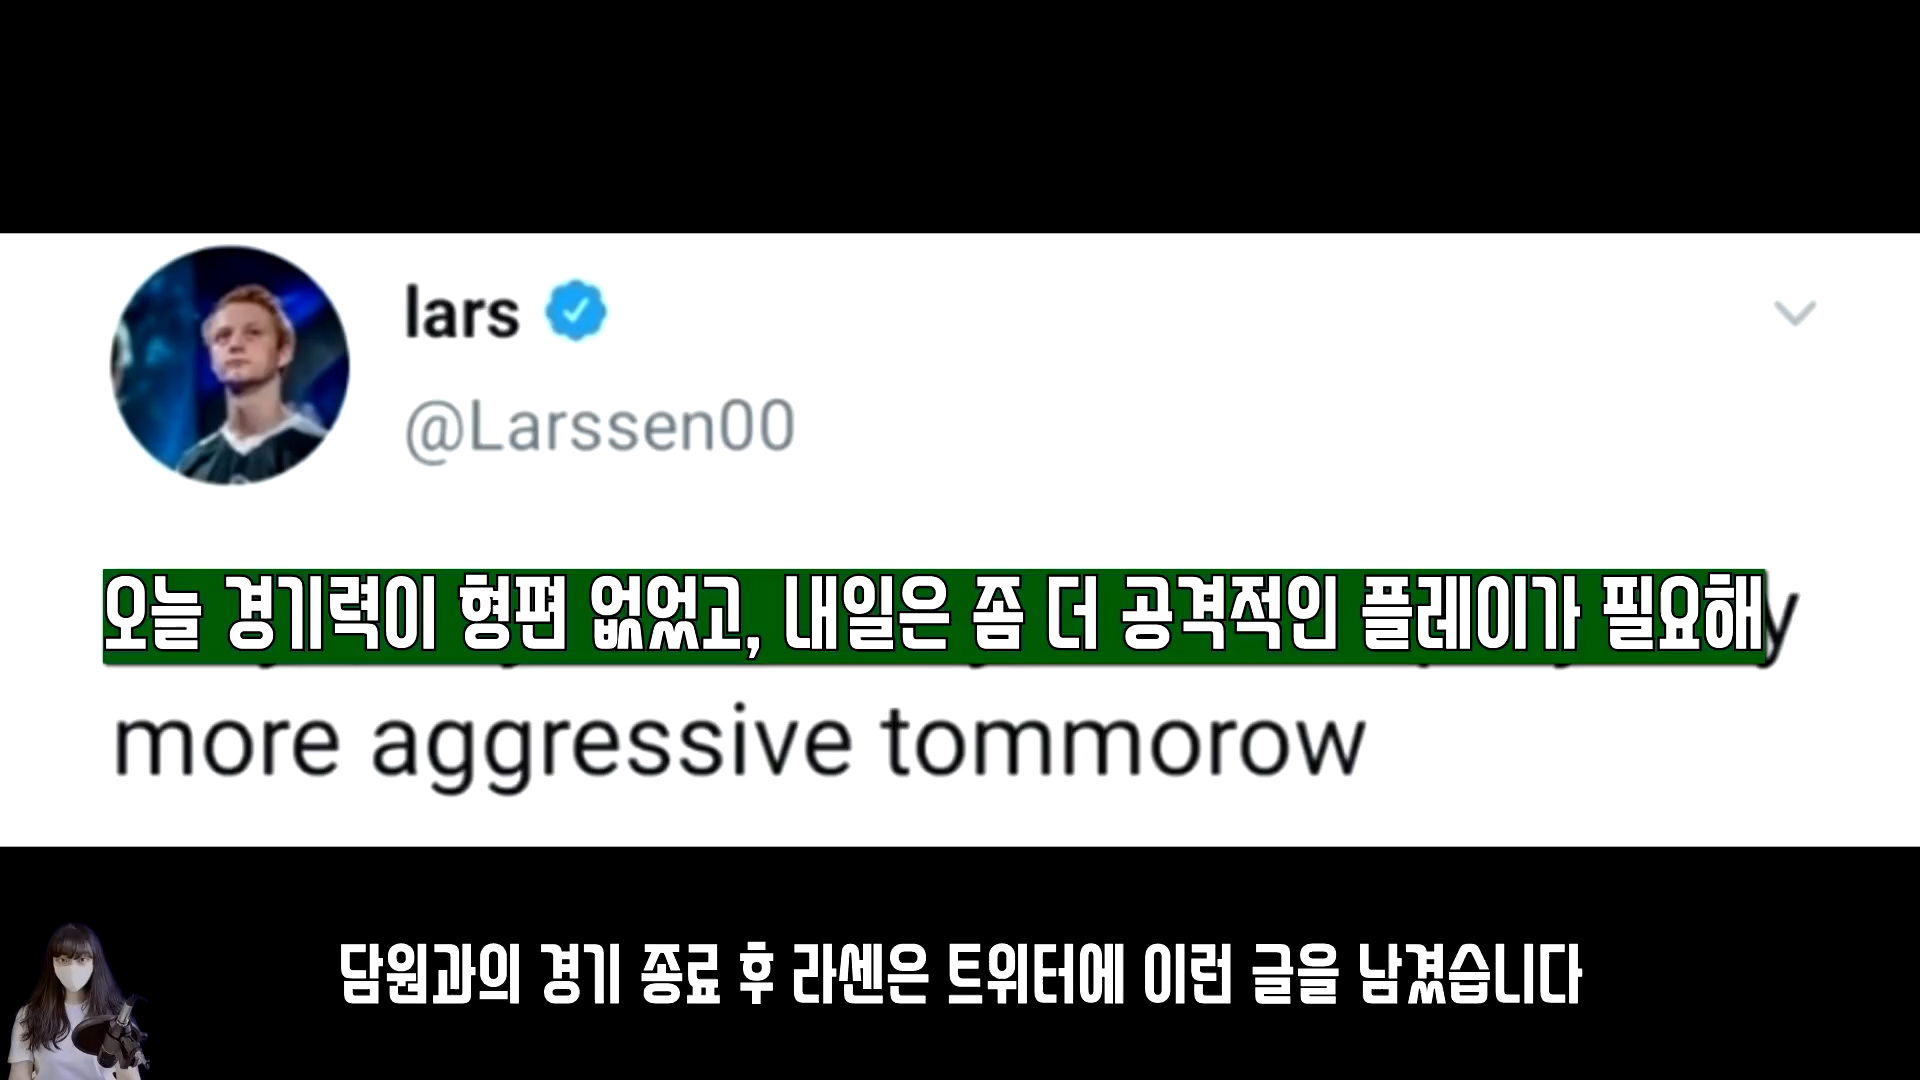 lars
@Larssen00
오늘 경기력이 형편 없었고, 내일은 좀 더 공격적인 플레이가 필요해
more aggressive tommorow
담원과의 경기 종료 후 라센은 트위터에 이런 글을 남겼습니다